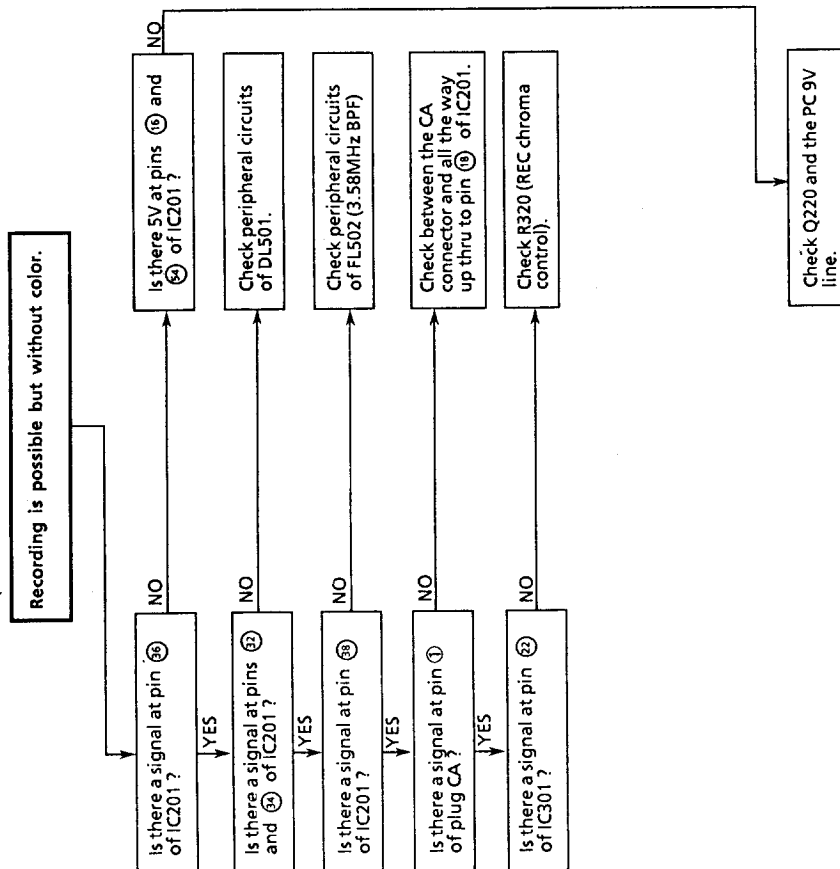 Recording is possible but without color.
Is there a signal at pin ㊱
of IC201 ?
NO
Is there 5V at pins ⑯ and
54 of IC201 ?
NO
YES
Is there a signal at pins ㉜
and ㉞ of IC201 ?
NO
Check peripheral circuits
of DL501.
YES
Is there a signal at pin ㊳
of IC201 ?
NO
Check peripheral circuits
of FL502 (3.58MHz BPF)
YES
Is there a signal at pin ①
of plug CA ?
NO
Check between the CA
connector and all the way
up thru to pin ⑱ of IC201.
YES
Is there a signal at pin ㉒
of IC301 ?
NO
Check R320 (REC chroma
control).
Check Q220 and the PC 9V
line.